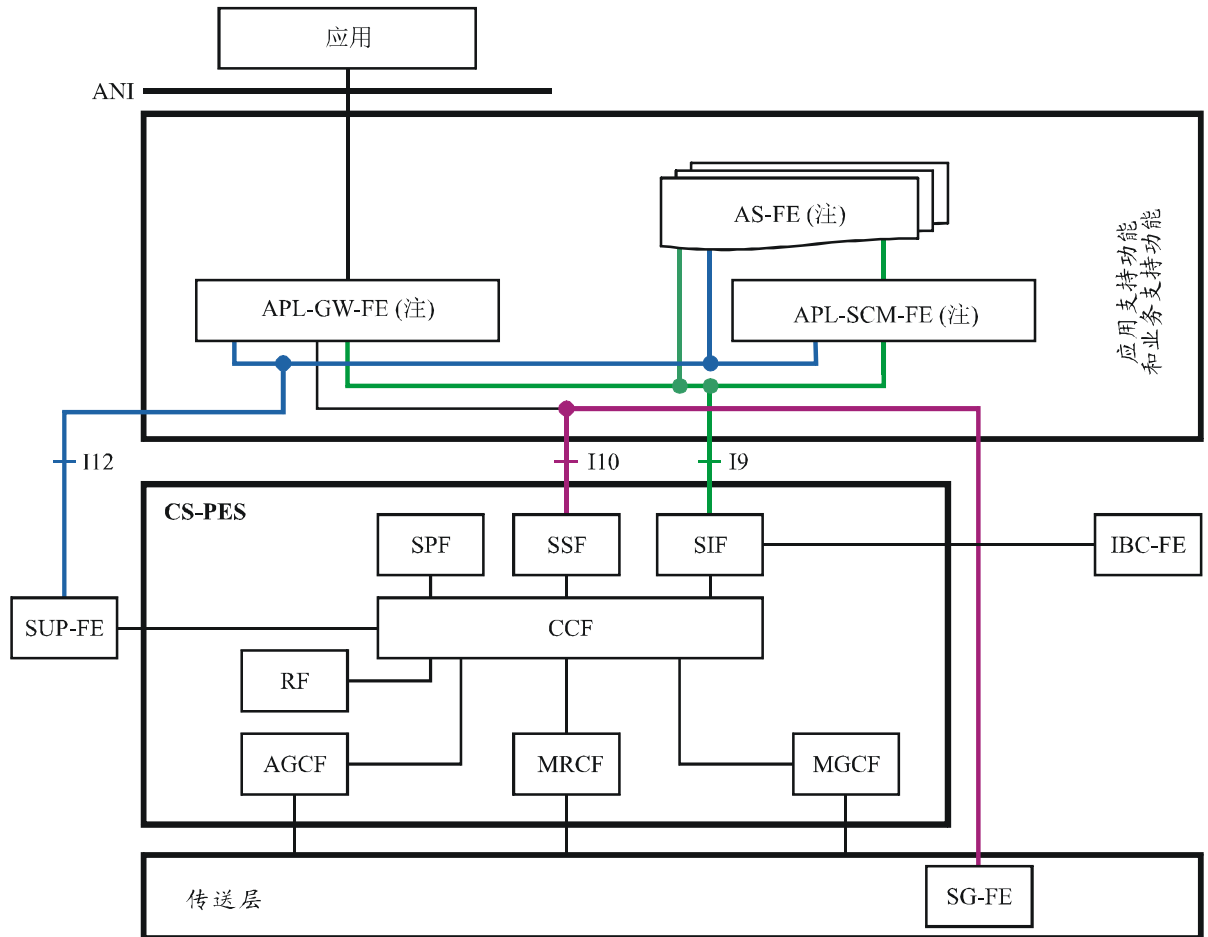 应用
ANI
AS-FE (注)
APL-GW-FE (注)
APL-SCM-FE (注)
应用支持功能
和业务支持功能
I12
I10
I9
CS-PES
SPF
SSF
SIF
IBC-FE
SUP-FE
CCF
RF
AGCF
MRCF
MGCF
传送层
SG-FE